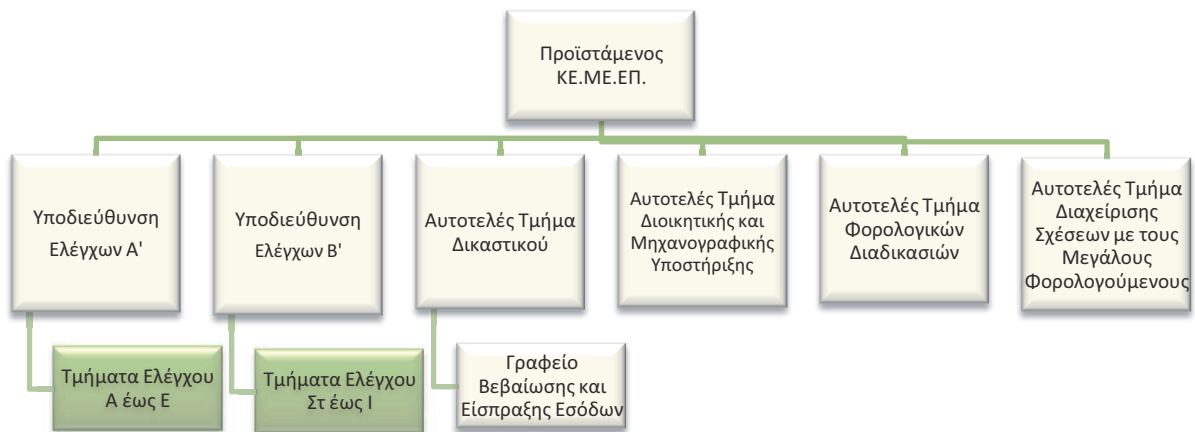 Προϊστάμενος
ΚΕ.ΜΕ.ΕΠ.
Υποδιεύθυνση
Ελέγχων Α'
Υποδιεύθυνση
Ελέγχων Β'
Αυτοτελές Τμήμα
Δικαστικού
Αυτοτελές Τμήμα
Διοικητικής και
Μηχανογραφικής
Υποστήριξης
Αυτοτελές Τμήμα
Φορολογικών
Διαδικασιών
Αυτοτελές Τμήμα
Διαχείρισης
Σχέσεων με τους
Μεγάλους
Φορολογούμενους
Τμήματα Ελέγχου
Α έως Ε
Τμήματα Ελέγχου
Στ έως Ι
Γραφείο
Βεβαίωσης και
Είσπραξης Εσόδων